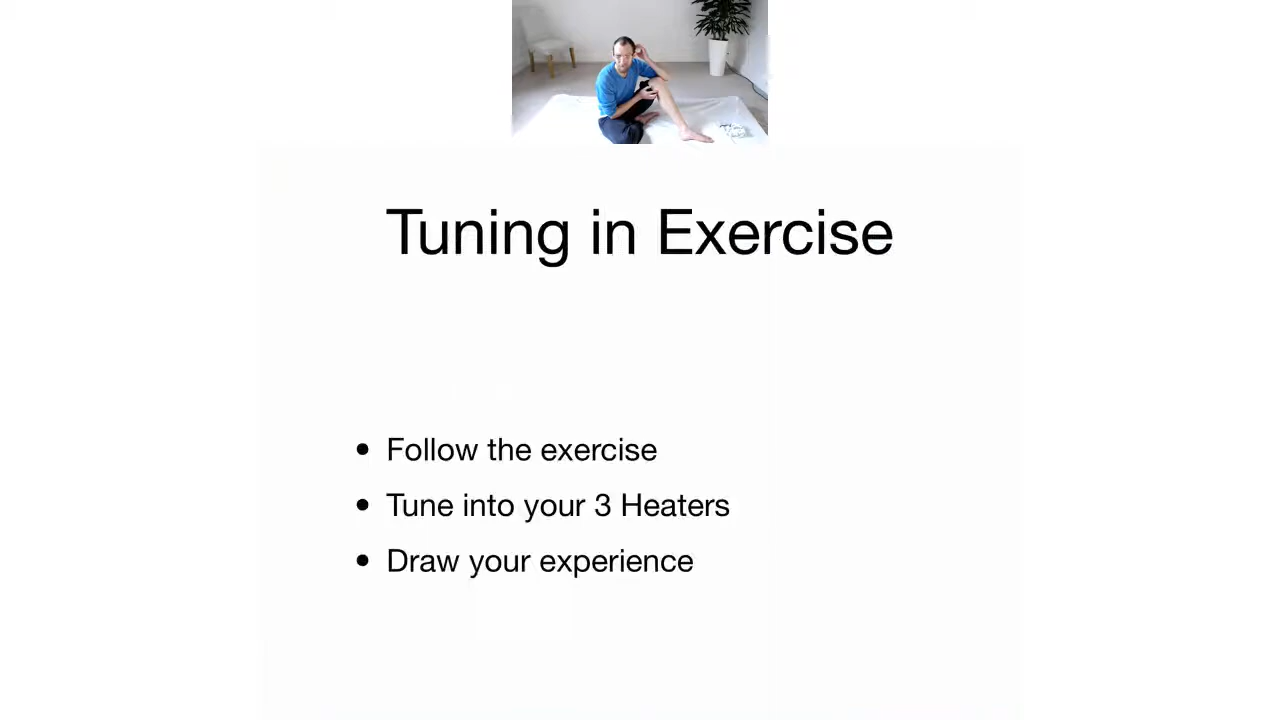 Tuning in Exercise
• Follow the exercise
• Tune into your 3 Heaters
• Draw your experience